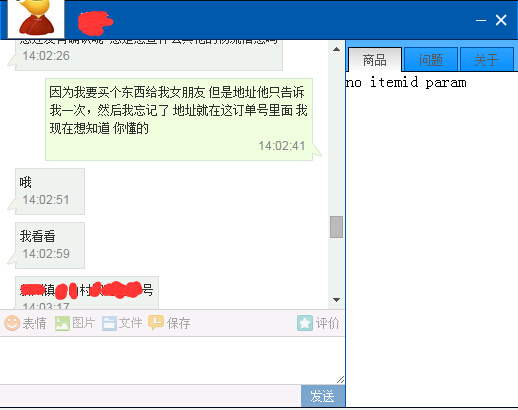 14:02:26
商品
问题
关于
no itemid param
因为我要买个东西给我女朋友 但是地址他只告诉
我一次，然后我忘记了 地址就在这订单号里面 我
现在想知道 你懂的
14:02:41
哦
14:02:51
我看看
14:02:59
镇 村 号
14:03:17
表情 图片 文件 保存 评价
发送